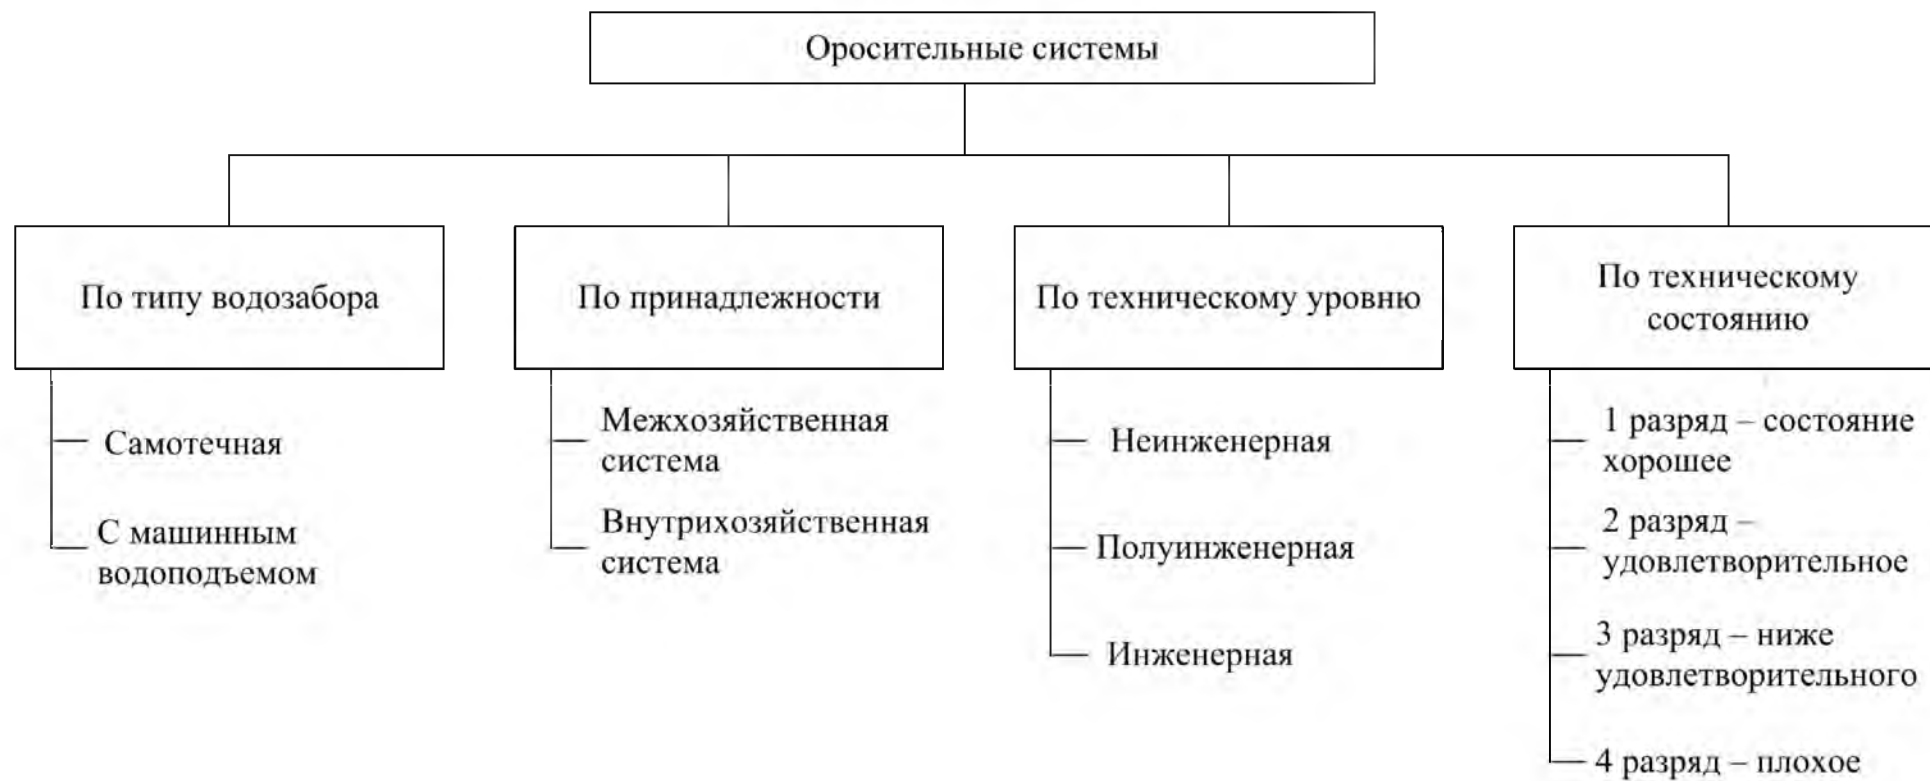 Оросительные системы
По типу водозабора
Самотечная
С машинным
водоподъемом
По принадлежности
Межхозяйственная
система
Внутрихозяйственная
система
По техническому уровню
Неинженерная
Полуинженерная
Инженерная
По техническому
состоянию
1 разряд – состояние
хорошее
2 разряд –
удовлетворительное
3 разряд – ниже
удовлетворительного
4 разряд – плохое